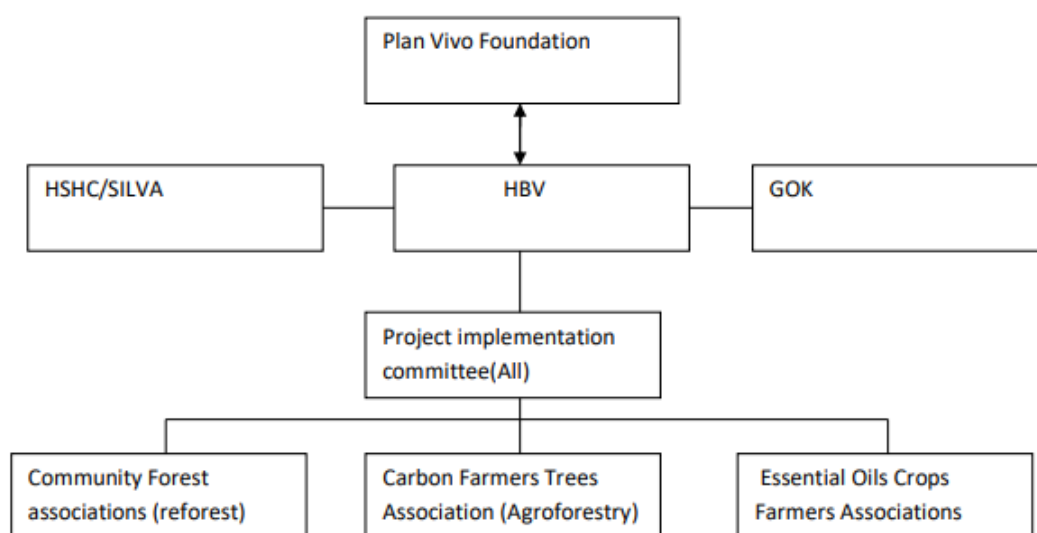 Plan Vivo Foundation
HSHC/SILVA
HBV
GOK
Project implementation
committee(All)
Community Forest
associations (reforest)
Carbon Farmers Trees
Association (Agroforestry)
Essential Oils Crops
Farmers Associations